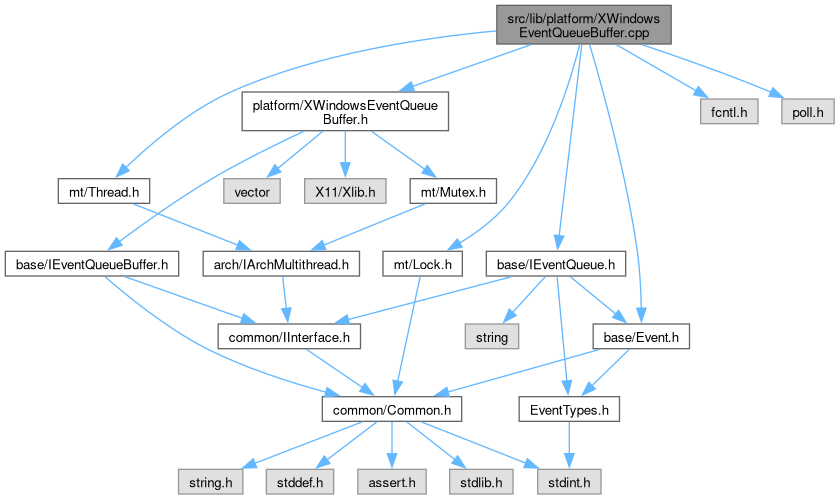 src/lib/platform/XWindows
EventQueueBuffer.cpp
platform/XWindowsEventQueue
Buffer.h
fcntl.h
poll.h
mt/Thread.h
vector
X11/Xlib.h
mt/Mutex.h
base/IEventQueueBuffer.h
arch/IArchMultithread.h
mt/Lock.h
base/IEventQueue.h
common/IInterface.h
string
base/Event.h
common/Common.h
EventTypes.h
string.h
stddef.h
assert.h
stdlib.h
stdint.h